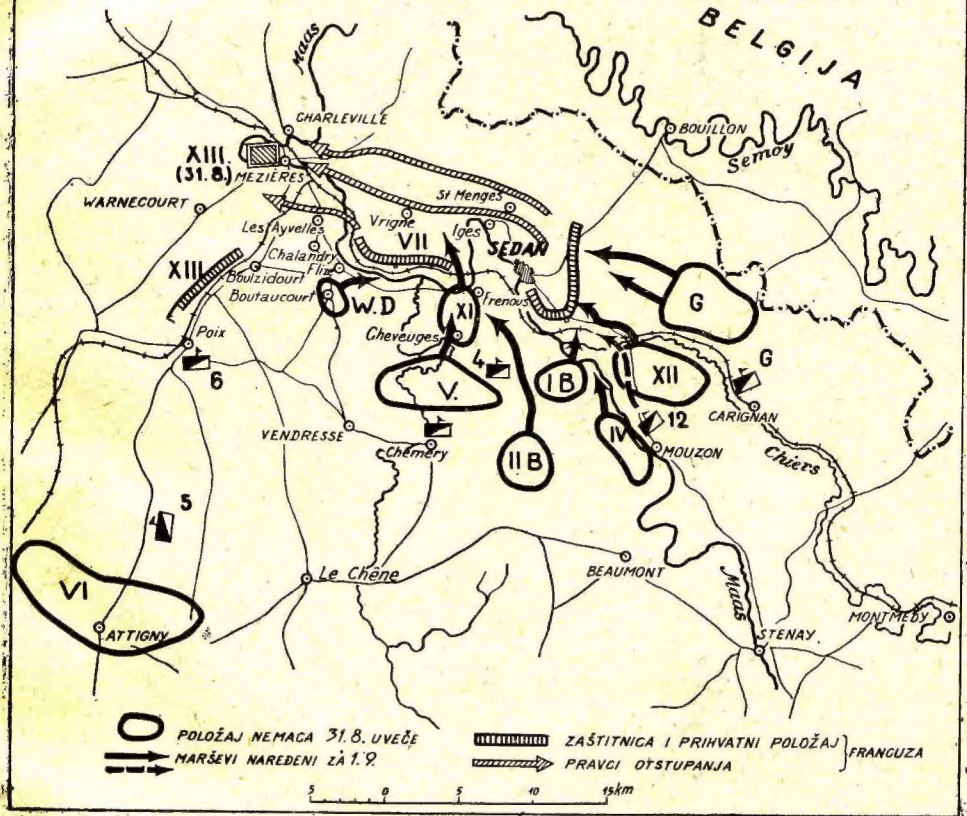 BELGIJA
Maas
CHARLEVILLE
BOUILLON
Semoy
XIII.
(31.8.)
MEZIÈRES
WARNECOURT
St Menges
Les Ayvelles
Vrigne
Iges
VII
SEDAN
Chalandry
Flize
XIII
Boulzidourt
Boutaucourt
W.D
XI
Frenous
G
Cheveuges
Poix
6
4
V.
I B
XII
G
12
CARIGNAN
VENDRESSE
Chémery
II B
IV
MOUZON
Chiers
5
VI
Le Chêne
BEAUMONT
Maas
ATTIGNY
STENAY
MONTMEDY
POLOŽAJ NEMACA 31.8. UVEČE
MARŠEVI NAREĐENI ZA 1.9.
ZAŠTITNICA I PRIHVATNI POLOŽAJ
PRAVCI OTSTUPANJA
FRANCUZA
5 0 5 10 15km